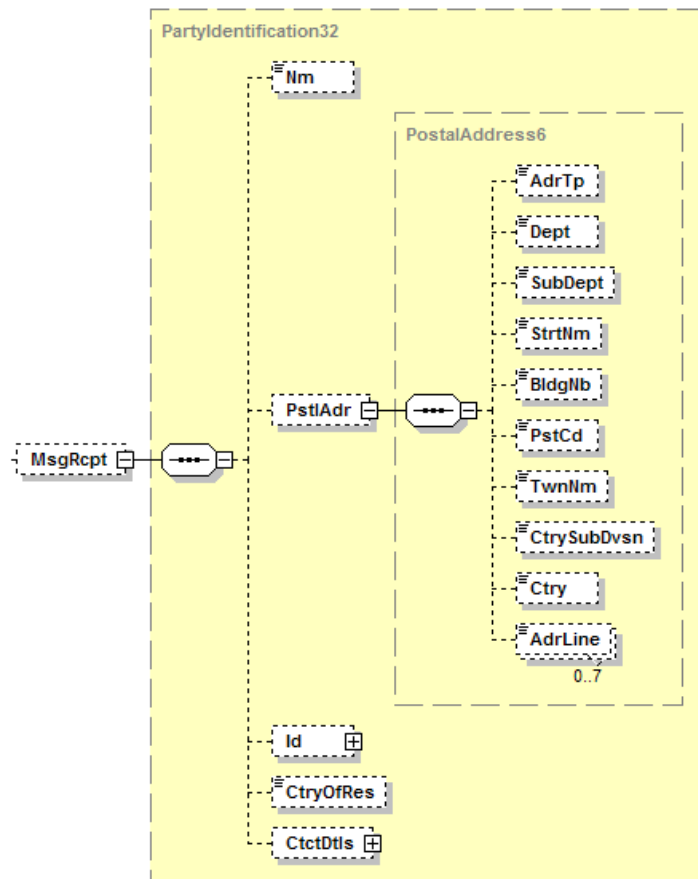 PartyIdentification32
Nm
PostalAddress6
AdrTp
Dept
SubDept
StrtNm
BldgNb
PstlAdr
PstCd
MsgRcpt
TwnNm
CtrySubDvsn
Ctry
AdrLine
0..7
Id
CtryOfRes
CtctDtls